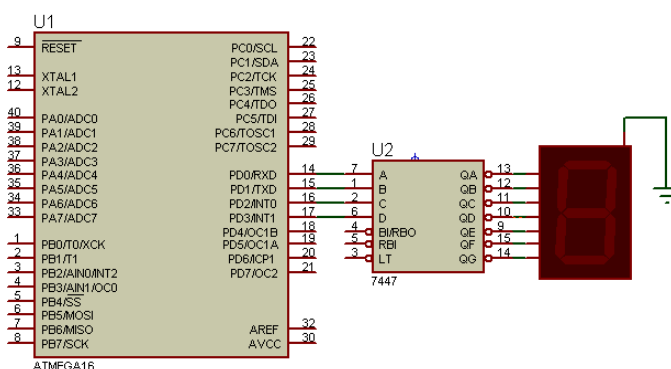 U1
9 RESET
13 XTAL1
12 XTAL2
40 PA0/ADC0
39 PA1/ADC1
38 PA2/ADC2
37 PA3/ADC3
36 PA4/ADC4
35 PA5/ADC5
34 PA6/ADC6
33 PA7/ADC7
1 PB0/T0/XCK
2 PB1/T1
3 PB2/AIN0/INT2
4 PB3/AIN1/OC0
5 PB4/SS
6 PB5/MOSI
7 PB6/MISO
8 PB7/SCK
PC0/SCL 22
PC1/SDA 23
PC2/TCK 24
PC3/TMS 25
PC4/TDO 26
PC5/TDI 27
PC6/TOSC1 28
PC7/TOSC2 29
PD0/RXD 14
PD1/TXD 15
PD2/INT0 16
PD3/INT1 17
PD4/OC1B 18
PD5/OC1A 19
PD6/ICP1 20
PD7/OC2 21
AREF 32
AVCC 30
ATMEGA16
U2
7 A QA 13
1 B QB 12
2 C QC 11
6 D QD 10
4 BI/RBO QE 9
5 RBI QF 15
3 LT QG 14
7447